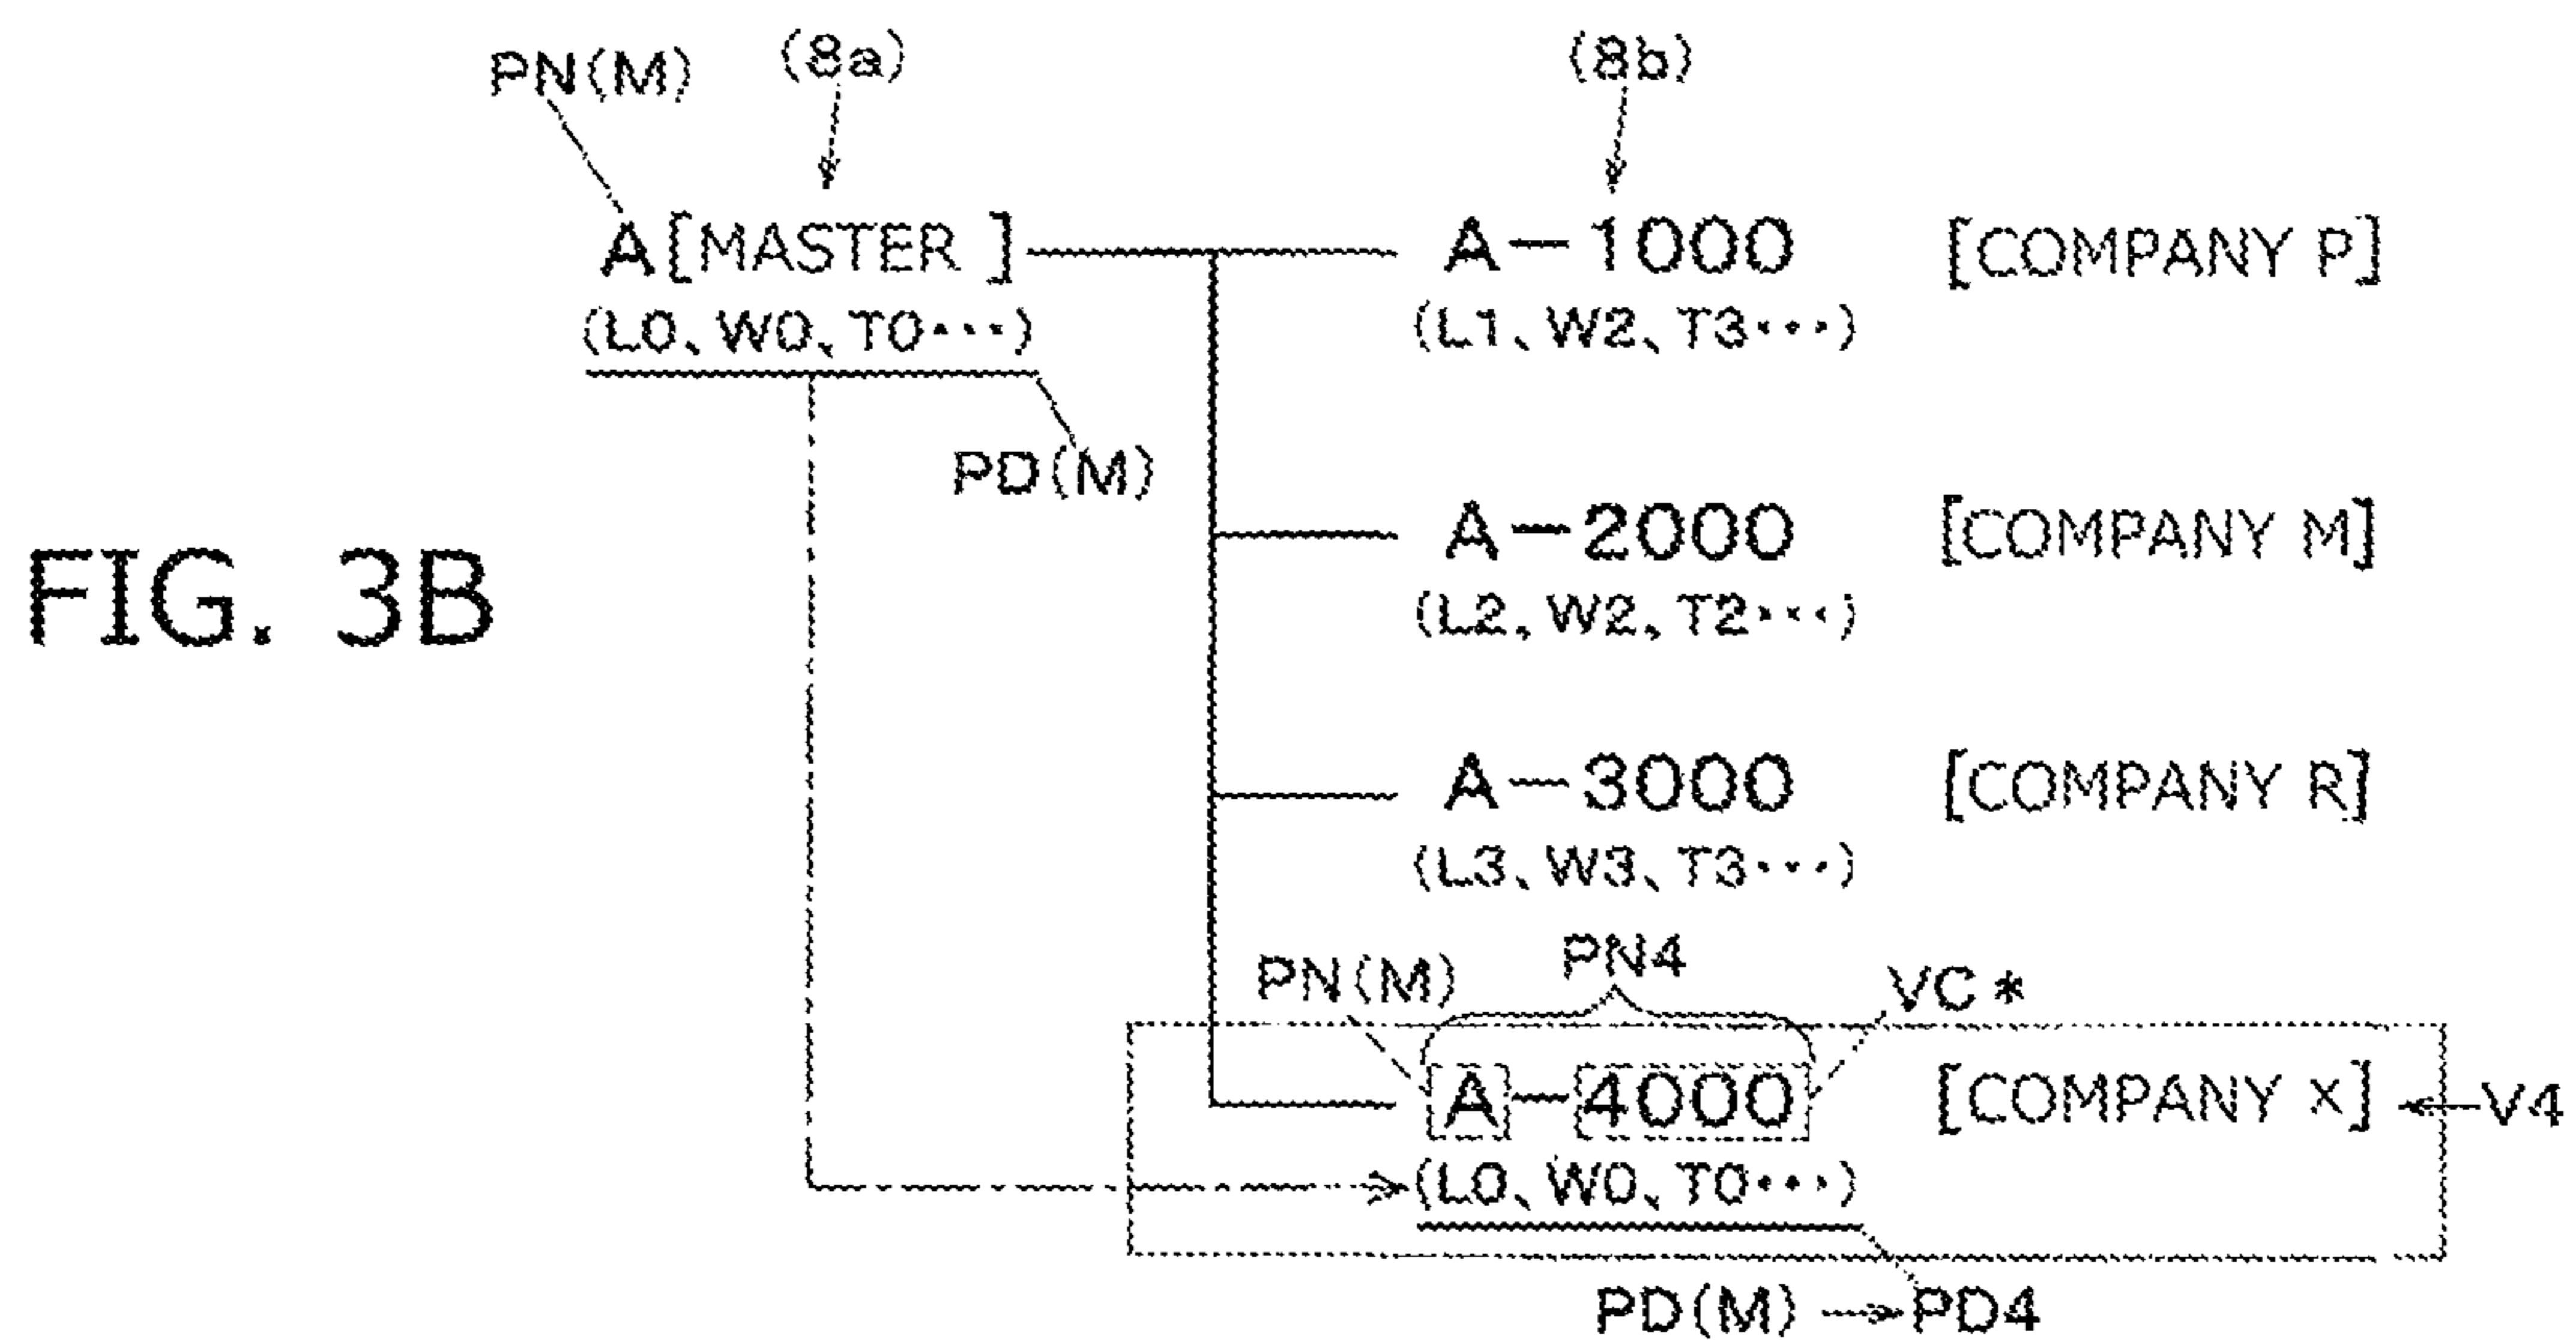 PN(M) (8a) (8b)
A[MASTER ] A—1000 [COMPANY P]
(L0、W0、T0···) (L1、W2、T3···)
PD(M)
A—2000 [COMPANY M]
FIG. 3B
(L2, W2, T2···)
A—3000 [COMPANY R]
(L3、W3、T3···)
PN(M) PN4 VC*
A—4000 [COMPANY X] V4
(L0、W0、T0···)
PD(M) → PD4